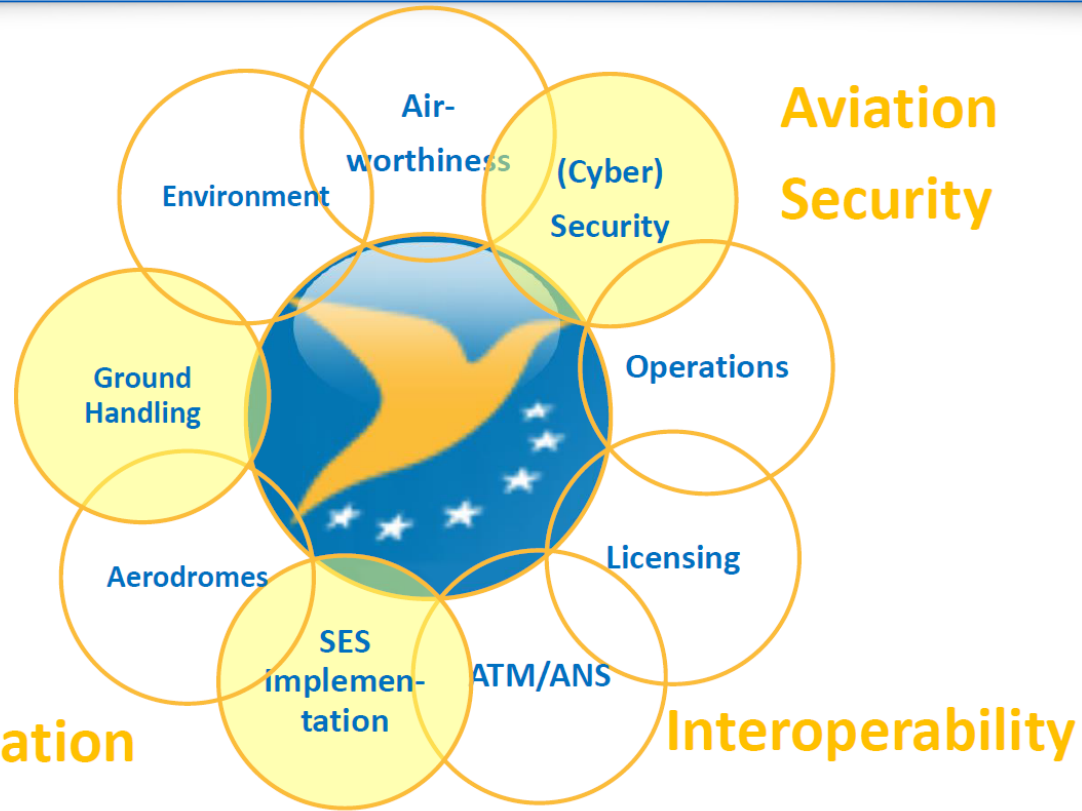 Air-
worthiness
(Cyber)
Security
Aviation
Security
Environment
Operations
Ground
Handling
Licensing
Aerodromes
SES
implemen-
tation
ATM/ANS
ation
Interoperability